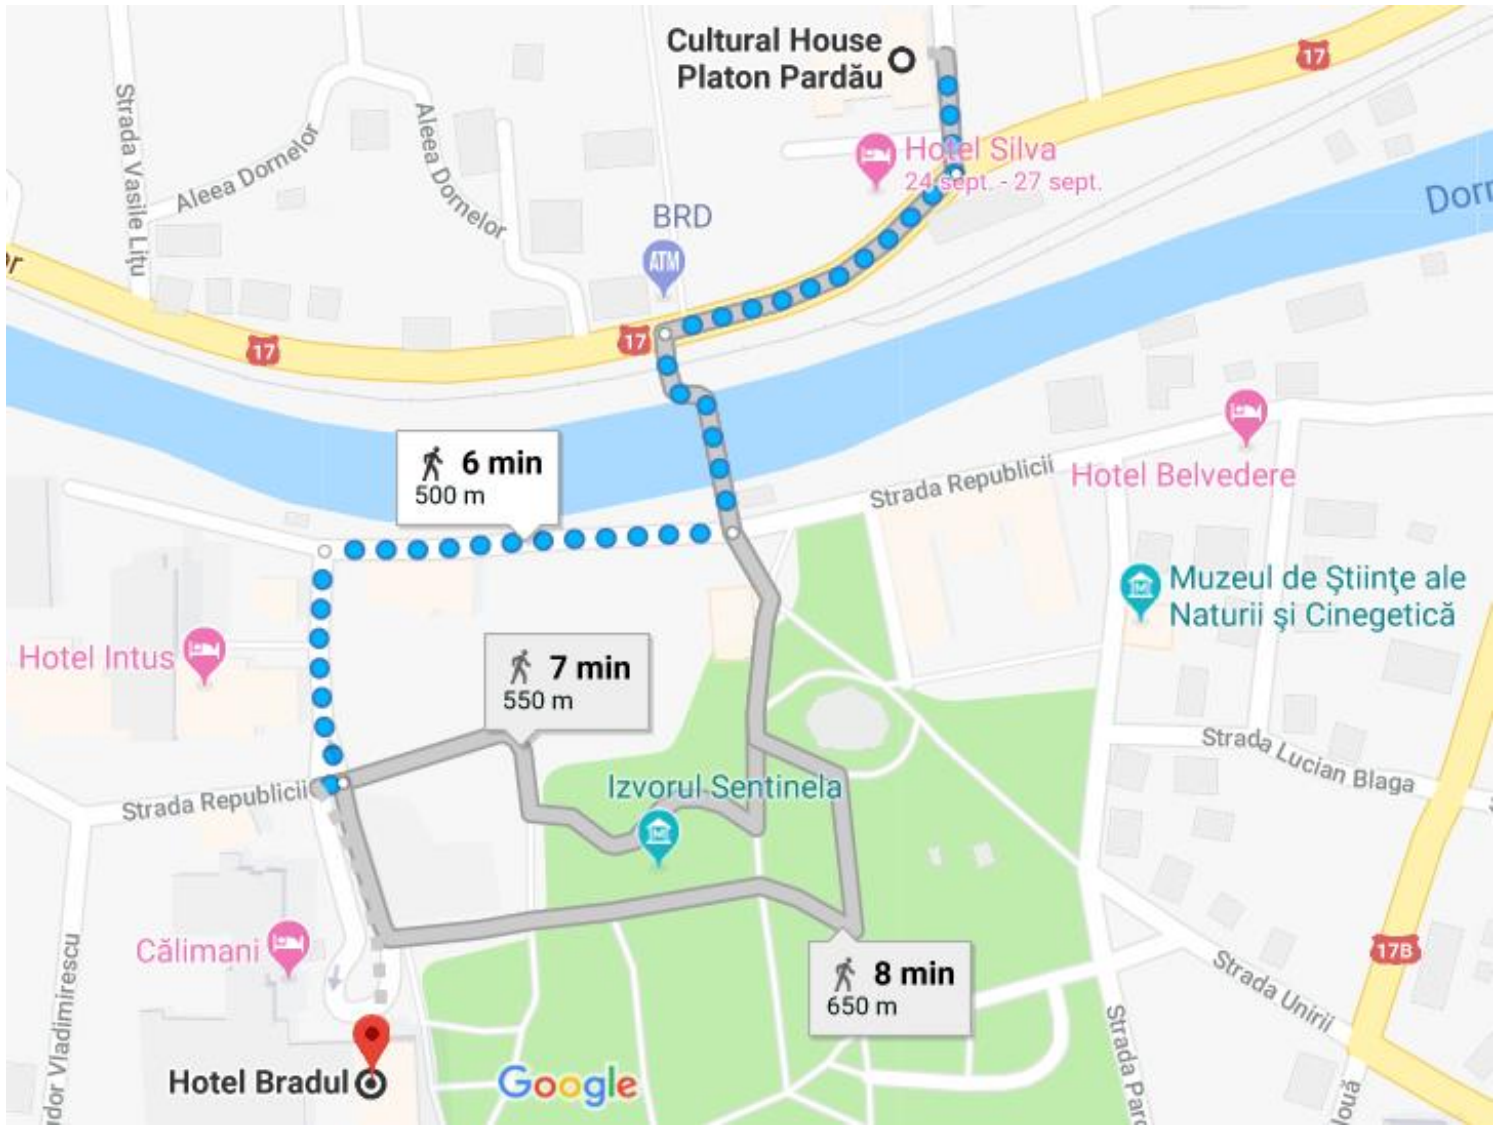 Cultural House
Platon Pardău
17
Strada Vasile Lițu
Aleea Dornelor
Aleea Dornelor
Hotel Silva
24 sept. - 27 sept.
BRD
ATM
17
17
6 min
500 m
Strada Republicii
Hotel Belvedere
Muzeul de Științe ale
Naturii și Cinegetică
Hotel Intus
7 min
550 m
Strada Lucian Blaga
Izvorul Sentinela
Strada Republicii
Călimani
8 min
650 m
17B
Strada Unirii
Hotel Bradul
Google